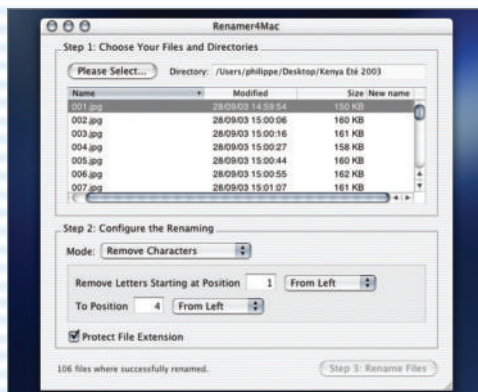 Renamer4Mac
Step 1: Choose Your Files and Directories
Please Select... Directory: /Users/philippe/Desktop/Kenya Eté 2003
Name Modified Size New name
001.jpg 28/09/03 14:59:54 150 KB
002.jpg 28/09/03 15:00:06 160 KB
003.jpg 28/09/03 15:00:16 161 KB
004.jpg 28/09/03 15:00:27 158 KB
005.jpg 28/09/03 15:00:44 160 KB
006.jpg 28/09/03 15:00:55 162 KB
007.jpg 28/09/03 15:01:07 161 KB
Step 2: Configure the Renaming
Mode: Remove Characters
Remove Letters Starting at Position 1 From Left
To Position 4 From Left
Protect File Extension
106 files where successfully renamed. Step 3: Rename Files